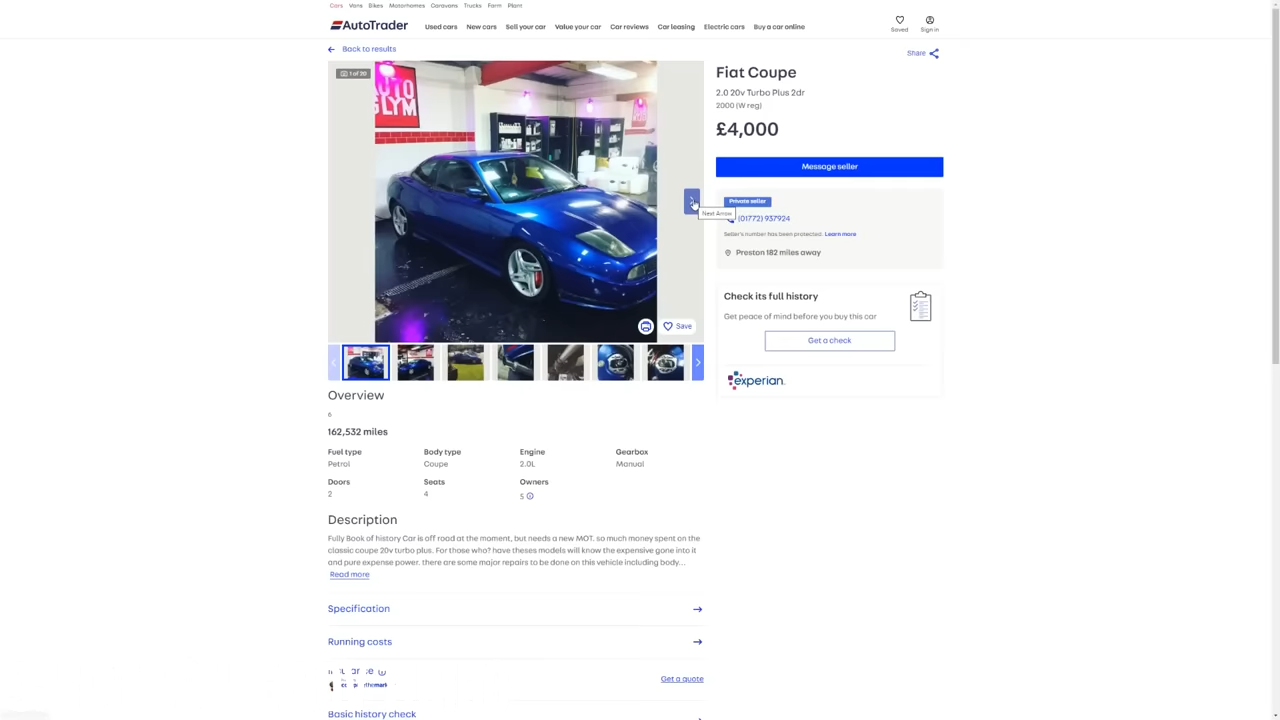 Cars Vans Bikes Motorhomes Caravans Trucks Farm Plant
AutoTrader
Used cars New cars Sell your car Value your car Car reviews Car leasing Electric cars Buy a car online
Saved Sign in
Back to results
Share
1 of 20
AUTO
GLYM
Save
Fiat Coupe
2.0 20v Turbo Plus 2dr
2000 (W reg)
£4,000
Message seller
Private seller
Next Arrow
(01772) 937924
Seller's number has been protected. Learn more
Preston 182 miles away
Check its full history
Get peace of mind before you buy this car
Get a check
experian.
Overview
6
162,532 miles
Fuel type Body type Engine Gearbox
Petrol Coupe 2.0L Manual
Doors Seats Owners
2 4 5
Description
Fully Book of history Car is off road at the moment, but needs a new MOT. so much money spent on the
classic coupe 20v turbo plus. For those who? have theses models will know the expensive gone into it
and pure expense power. there are some major repairs to be done on this vehicle including body...
Read more
Specification
Running costs
Get a quote
Basic history check